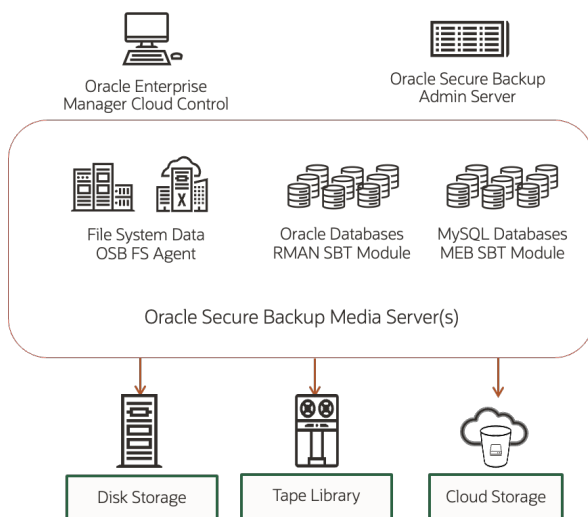 Oracle Enterprise
Manager Cloud Control
Oracle Secure Backup
Admin Server
X
File System Data
OSB FS Agent
Oracle Databases
RMAN SBT Module
MySQL Databases
MEB SBT Module
Oracle Secure Backup Media Server(s)
Disk Storage
Tape Library
Cloud Storage